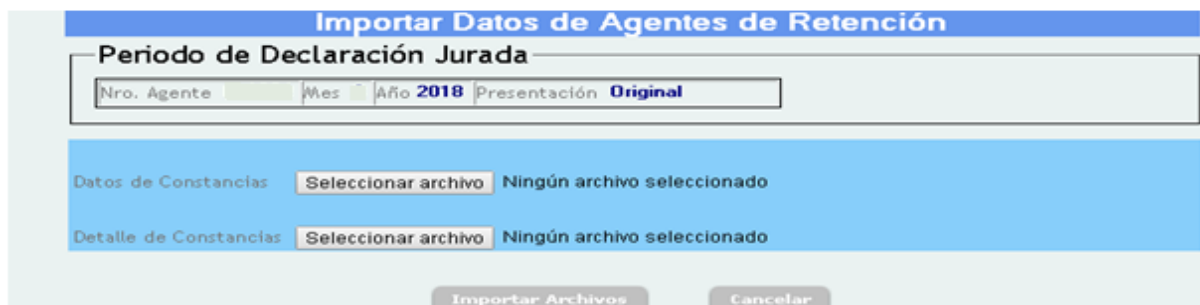 Importar Datos de Agentes de Retención
Periodo de Declaración Jurada
Nro. Agente Mes Año 2018 Presentación Original
Datos de Constancias Seleccionar archivo Ningún archivo seleccionado
Detalle de Constancias Seleccionar archivo Ningún archivo seleccionado
Importar Archivos Cancelar